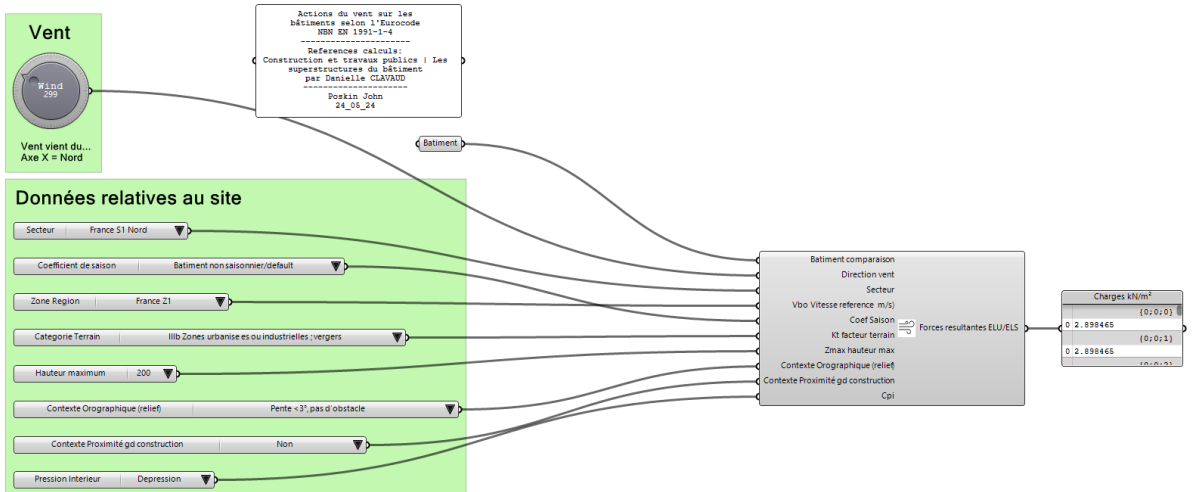 Vent
Wind
299
Vent vient du...
Axe X = Nord
Actions du vent sur les
bâtiments selon l'Eurocode
NBN EN 1991-1-4
----------------------
References calculs:
Construction et travaux publics | Les
superstructures du bâtiment
par Danielle CLAVAUD
---------------------
Poskin John
24_05_24
Batiment
Données relatives au site
Secteur France S1 Nord
Coefficient de saison Batiment non saisonnier/default
Zone Region France Z1
Categorie Terrain IIIb Zones urbanise es ou industrielles ; vergers
Hauteur maximum 200
Contexte Orographique (relief) Pente <3°, pas d'obstacle
Contexte Proximité gd construction Non
Pression Interieur Depression
Batiment comparaison
Direction vent
Secteur
Vbo Vitesse reference m/s)
Coef Saison
Kt facteur terrain
Zmax hauteur max
Contexte Orographique (relief)
Contexte Proximité gd construction
Cpi
Forces resultantes ELU/ELS
Charges kN/m²
{0;0;0}
0 2.898465
{0;0;1}
0 2.898465
{0;0;2}